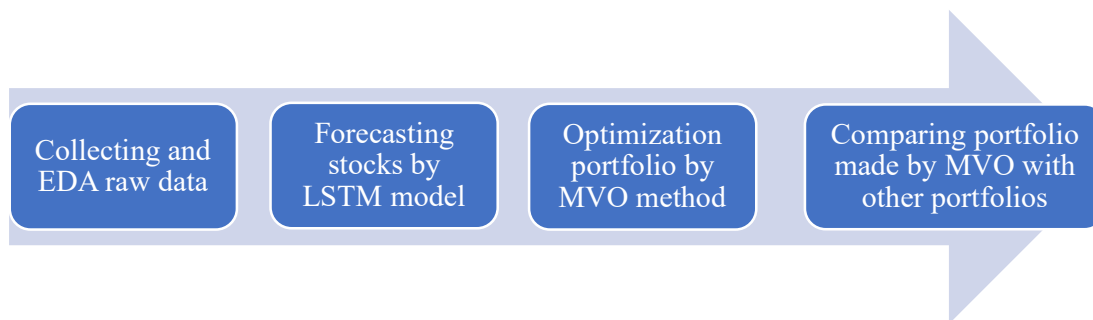 Collecting and
EDA raw data
Forecasting
stocks by
LSTM model
Optimization
portfolio by
MVO method
Comparing portfolio
made by MVO with
other portfolios